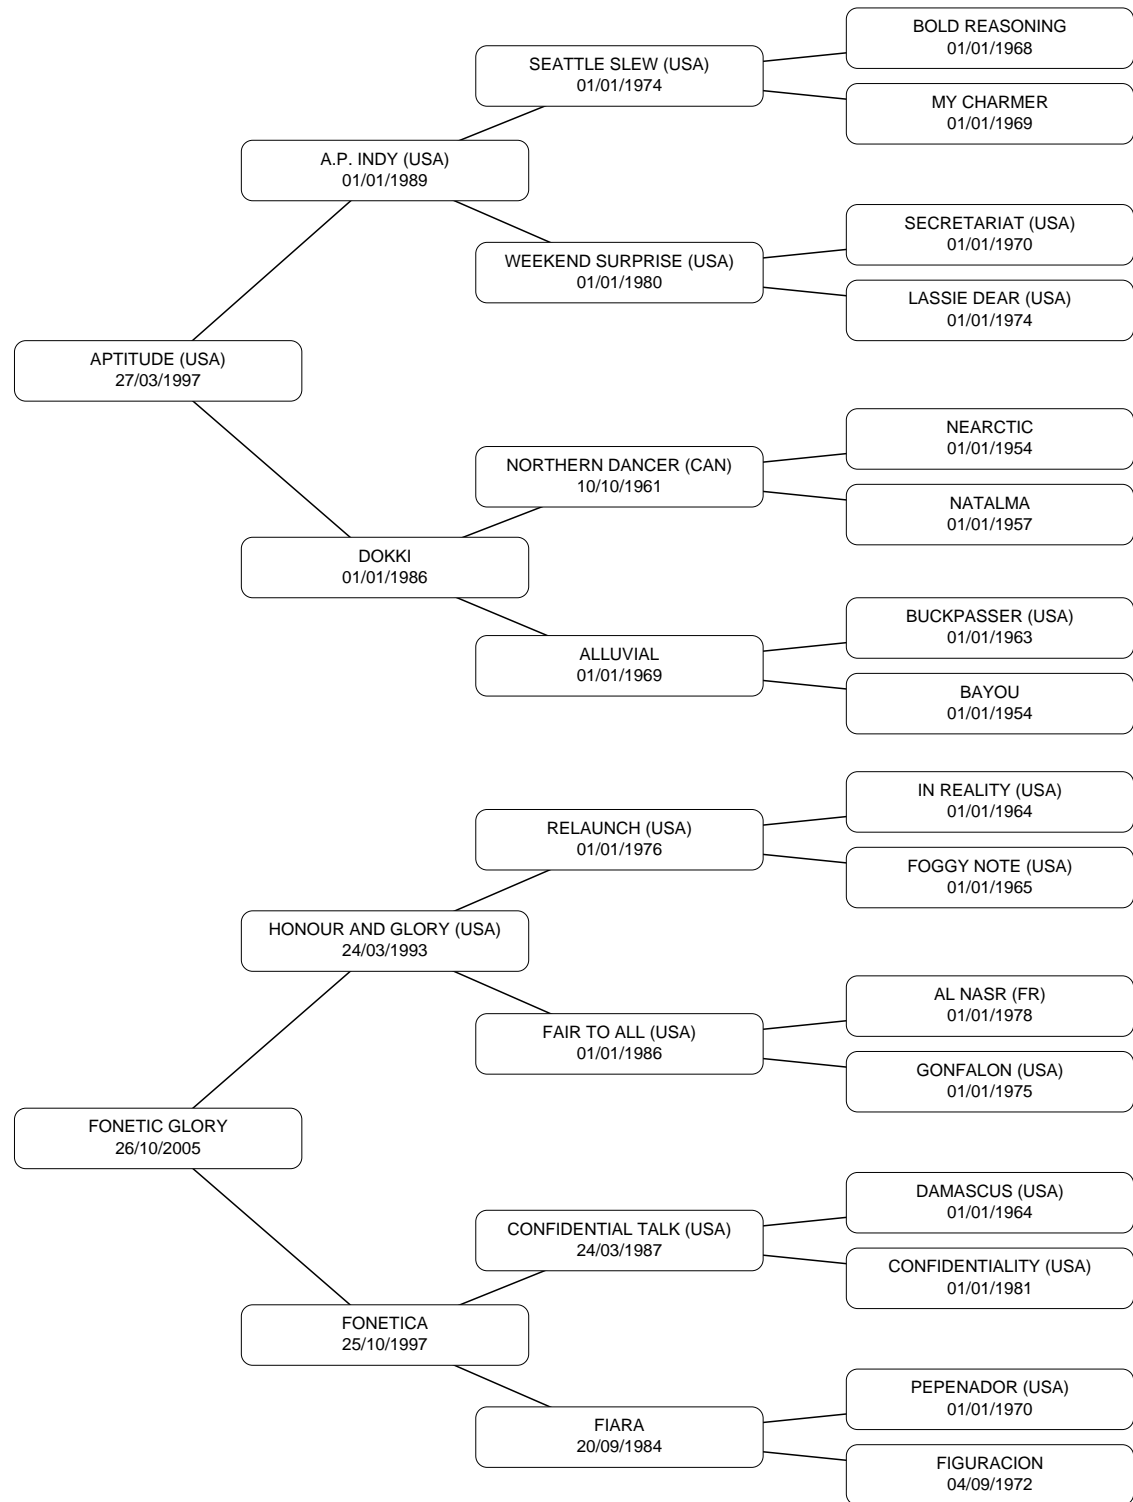 BOLD REASONING
01/01/1968
SEATTLE SLEW (USA)
01/01/1974
MY CHARMER
01/01/1969
A.P. INDY (USA)
01/01/1989
SECRETARIAT (USA)
01/01/1970
WEEKEND SURPRISE (USA)
01/01/1980
LASSIE DEAR (USA)
01/01/1974
APTITUDE (USA)
27/03/1997
NEARCTIC
01/01/1954
NORTHERN DANCER (CAN)
10/10/1961
NATALMA
01/01/1957
DOKKI
01/01/1986
BUCKPASSER (USA)
01/01/1963
ALLUVIAL
01/01/1969
BAYOU
01/01/1954
IN REALITY (USA)
01/01/1964
RELAUNCH (USA)
01/01/1976
FOGGY NOTE (USA)
01/01/1965
HONOUR AND GLORY (USA)
24/03/1993
AL NASR (FR)
01/01/1978
FAIR TO ALL (USA)
01/01/1986
GONFALON (USA)
01/01/1975
FONETIC GLORY
26/10/2005
DAMASCUS (USA)
01/01/1964
CONFIDENTIAL TALK (USA)
24/03/1987
CONFIDENTIALITY (USA)
01/01/1981
FONETICA
25/10/1997
PEPENADOR (USA)
01/01/1970
FIARA
20/09/1984
FIGURACION
04/09/1972